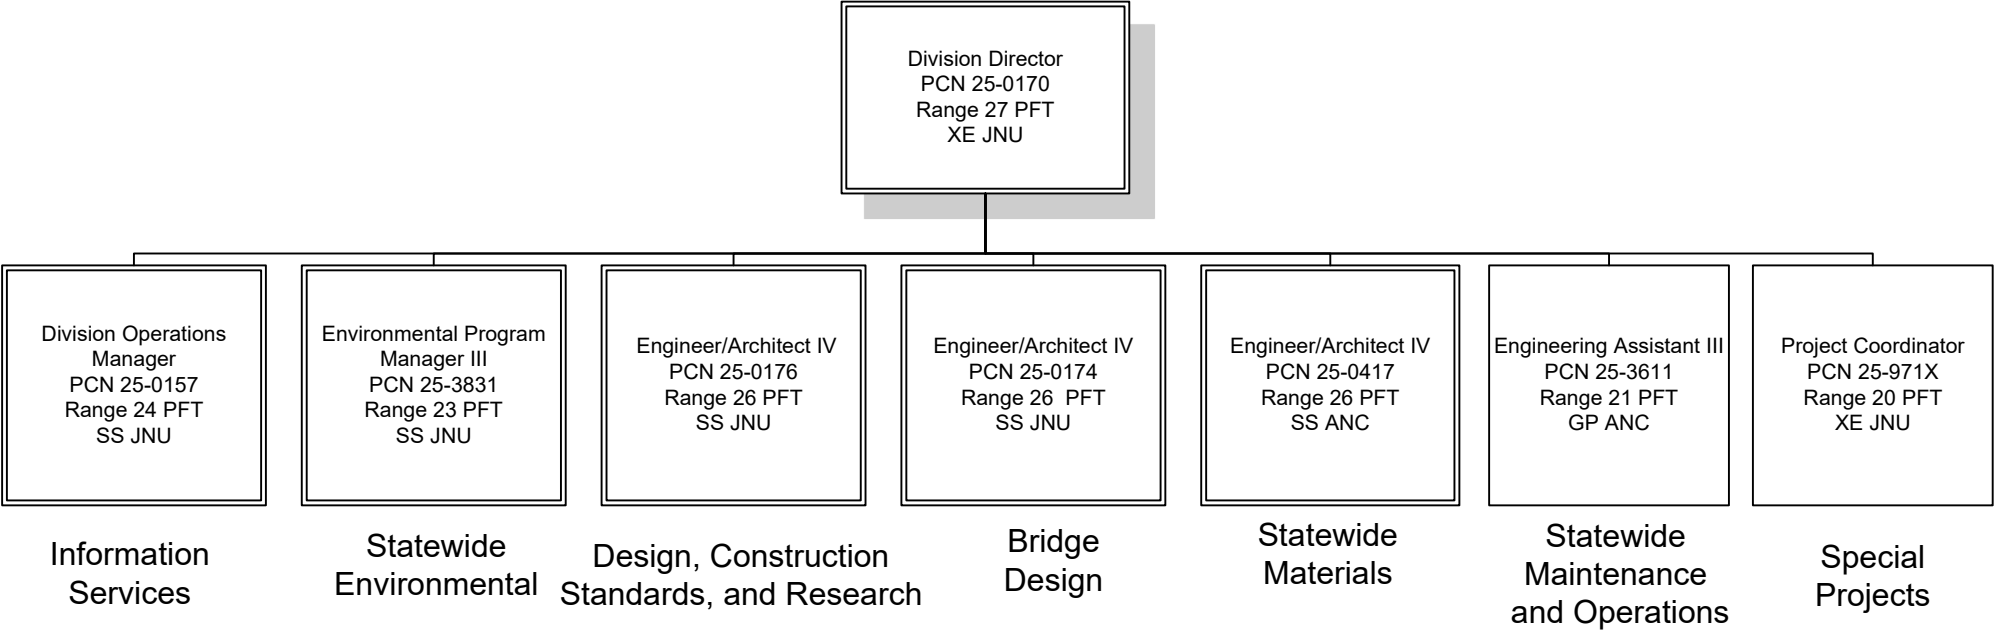 Division Director
PCN 25-0170
Range 27 PFT
XE JNU
Division Operations
Manager
PCN 25-0157
Range 24 PFT
SS JNU
Environmental Program
Manager III
PCN 25-3831
Range 23 PFT
SS JNU
Engineer/Architect IV
PCN 25-0176
Range 26 PFT
SS JNU
Engineer/Architect IV
PCN 25-0174
Range 26  PFT
SS JNU
Engineer/Architect IV
PCN 25-0417
Range 26 PFT
SS ANC
Engineering Assistant III
PCN 25-3611
Range 21 PFT
GP ANC
Project Coordinator
PCN 25-971X
Range 20 PFT
XE JNU
Information
Services
Statewide
Environmental
Design, Construction
Standards, and Research
Bridge
Design
Statewide
Materials
Statewide
Maintenance
and Operations
Special
Projects